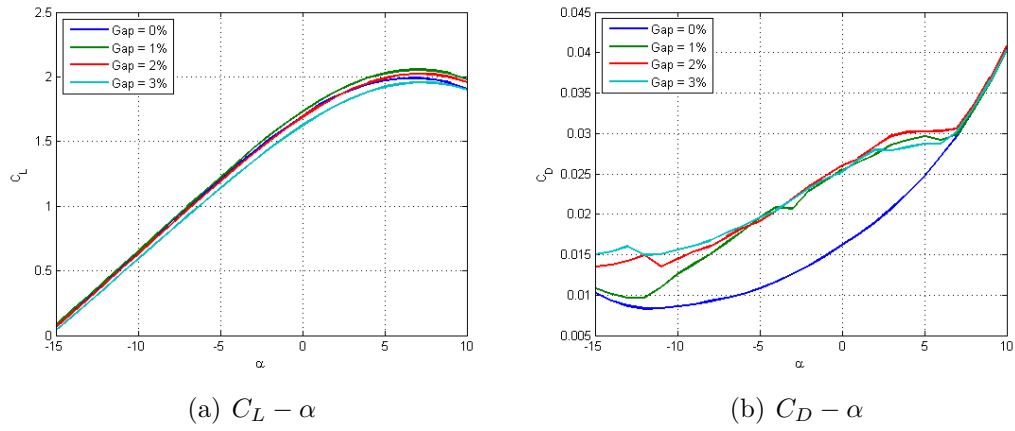 2.5
2
1.5
1
0.5
0
-15
-10
-5
0
5
10
C_L
α
Gap = 0%
Gap = 1%
Gap = 2%
Gap = 3%
0.045
0.04
0.035
0.03
0.025
0.02
0.015
0.01
0.005
-15
-10
-5
0
5
10
C_D
α
Gap = 0%
Gap = 1%
Gap = 2%
Gap = 3%
(a) C_L − α
(b) C_D − α